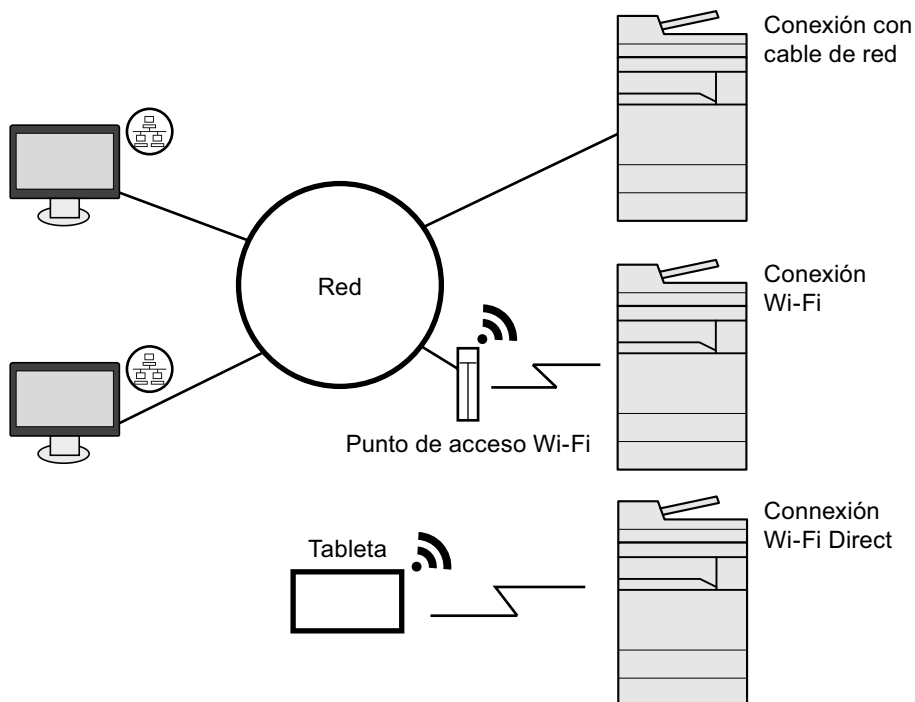 Conexión con
cable de red
Red
Conexión
Wi-Fi
Punto de acceso Wi-Fi
Tableta
Connexión
Wi-Fi Direct